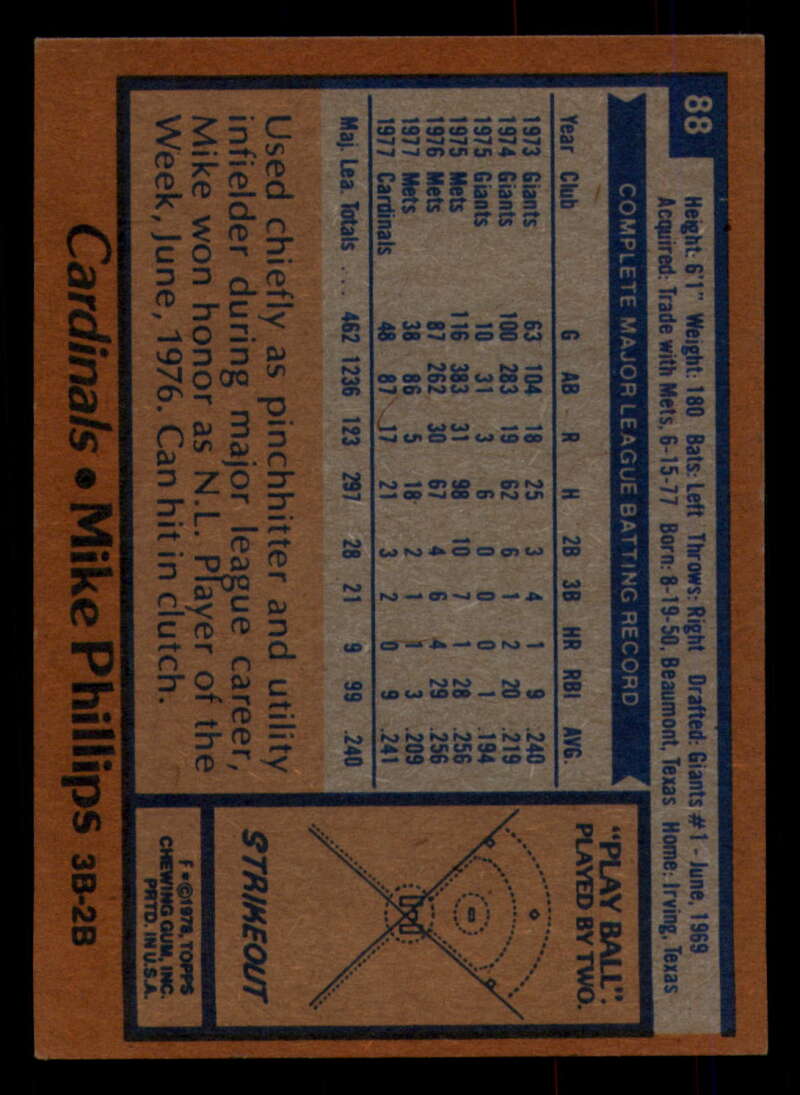 88
Height: 6'1" Weight: 180 Bats: Left Throws: Right Drafted: Giants #1 - June, 1969
Acquired: Trade with Mets, 6-15-77 Born: 8-19-50, Beaumont, Texas Home: Irving, Texas
COMPLETE MAJOR LEAGUE BATTING RECORD
Year Club G AB R H 2B 3B HR RBI AVG.
1973 Giants 63 104 18 25 3 4 1 9 .240
1974 Giants 100 283 19 62 6 1 2 20 .219
1975 Giants 10 31 3 6 0 0 0 1 .194
1975 Mets 116 383 31 98 10 7 1 28 .256
1976 Mets 87 262 30 67 4 6 4 29 .256
1977 Mets 38 86 5 18 2 1 1 3 .209
1977 Cardinals 48 87 17 21 3 2 0 9 .241
Maj. Lea. Totals .... 462 1236 123 297 28 21 9 99 .240
Used chiefly as pinchhitter and utility
infielder during major league career,
Mike won honor as N.L. Player of the
Week, June, 1976. Can hit in clutch.
"PLAY BALL":
PLAYED BY TWO.
STRIKEOUT
F•©1978, TOPPS
CHEWING GUM, INC.
PRTD. IN U.S.A.
Cardinals • Mike Phillips 3B-2B